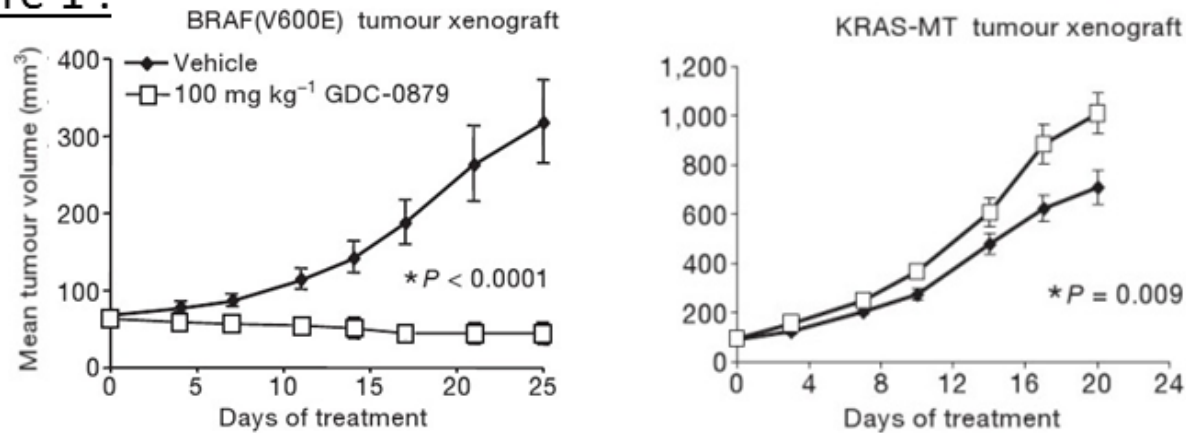 BRAF(V600E) tumour xenograft
Mean tumour volume (mm³)
400
300
200
100
0
Vehicle
100 mg kg⁻¹ GDC-0879
*P < 0.0001
0 5 10 15 20 25
Days of treatment
KRAS-MT tumour xenograft
1,200
1,000
800
600
400
200
0
*P = 0.009
0 4 8 12 16 20 24
Days of treatment